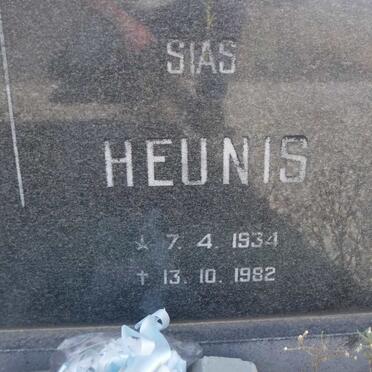 SIAS
HEUNIS
☆ 7. 4. 1934
✝ 13. 10. 1982